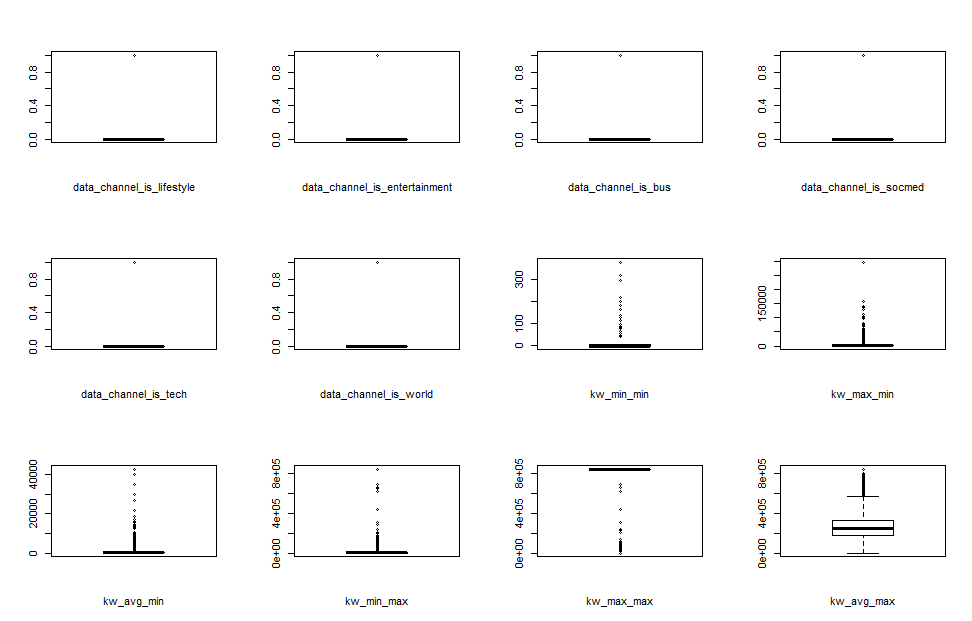 0.0 0.4 0.8
data_channel_is_lifestyle
0.0 0.4 0.8
data_channel_is_entertainment
0.0 0.4 0.8
data_channel_is_bus
0.0 0.4 0.8
data_channel_is_socmed
0.0 0.4 0.8
data_channel_is_tech
0.0 0.4 0.8
data_channel_is_world
0 100 300
kw_min_min
0 150000
kw_max_min
0 20000 40000
kw_avg_min
0e+00 4e+05 8e+05
kw_min_max
0e+00 4e+05 8e+05
kw_max_max
0e+00 4e+05 8e+05
kw_avg_max